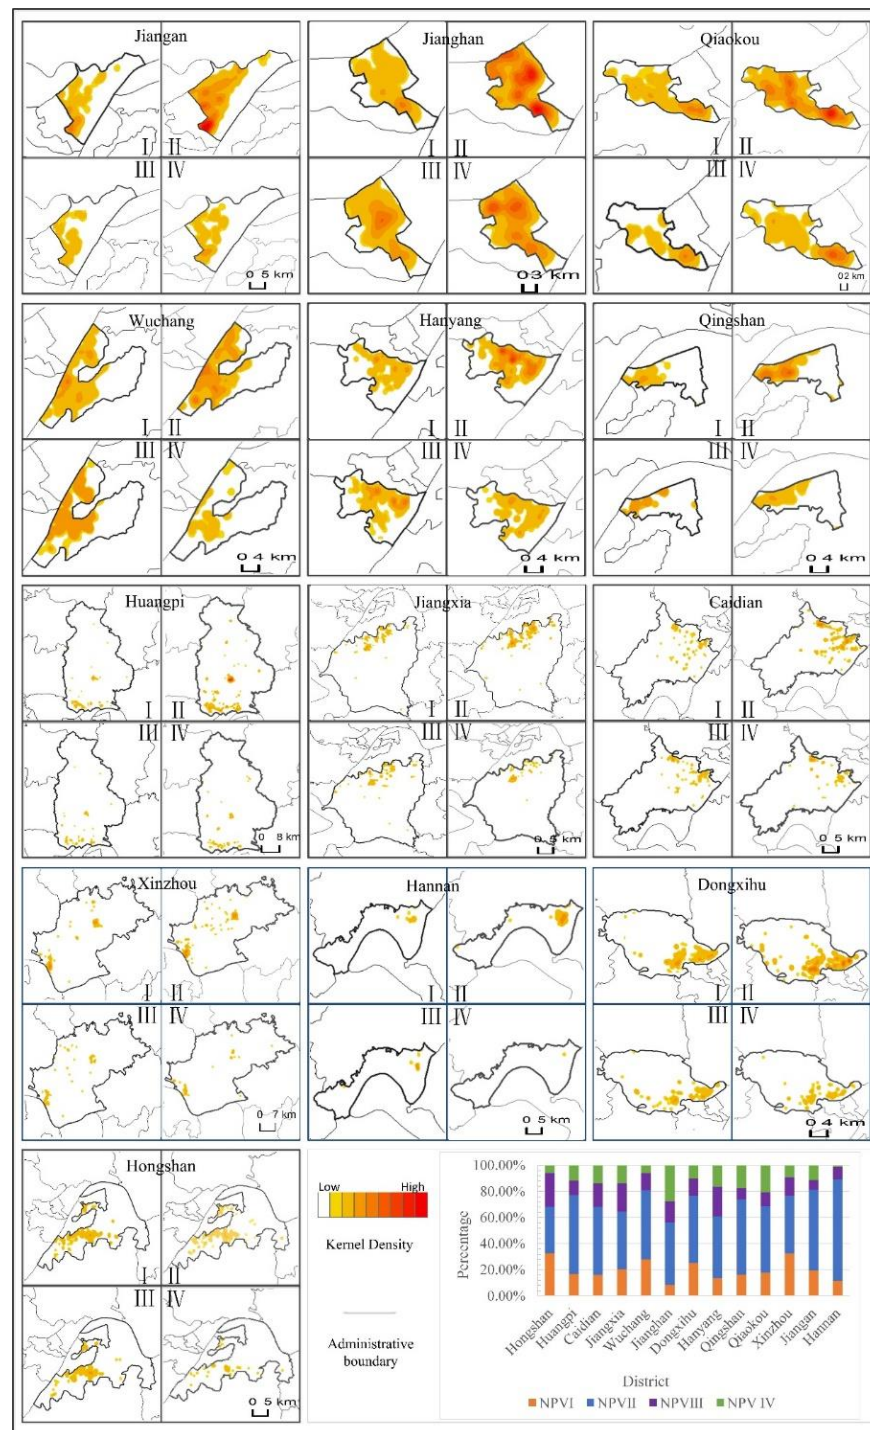 Jiangan
Jianghan
Qiaokou
I
II
I
II
I
II
III
IV
III
IV
III
IV
0 5 km
0 3 km
0 2 km
Wuchang
Hanyang
Qingshan
I
II
I
II
I
II
III
IV
III
IV
III
IV
0 4 km
0 4 km
0 4 km
Huangpi
Jiangxia
Caidian
I
II
I
II
I
II
III
IV
III
IV
III
IV
0 8 km
0 5 km
0 5 km
Xinzhou
Hannan
Dongxihu
I
II
I
II
I
II
III
IV
III
IV
III
IV
0 7 km
0 5 km
0 4 km
Hongshan
I
II
III
IV
0 5 km
Low High
Kernel Density
Administrative
boundary
100.00%
80.00%
60.00%
40.00%
20.00%
0.00%
Percentage
Hongshan
Huangpi
Caidian
Jiangxia
Wuchang
Jianghan
Dongxihu
Hanyang
Qingshan
Qiaokou
Xinzhou
Jiangan
Hannan
District
NPVI NPVII NPVIII NPV IV